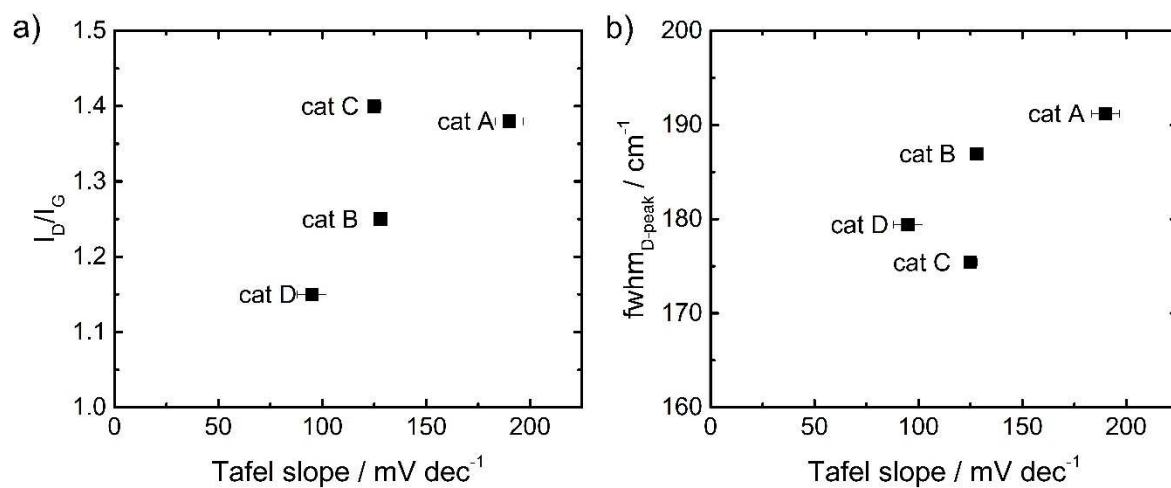 a)
1.5
1.4
1.3
1.2
1.1
1.0
I_D/I_G
cat C
cat A
cat B
cat D
0
50
100
150
200
Tafel slope / mV dec⁻¹
b)
200
190
180
170
160
fwhm_D-peak / cm⁻¹
cat A
cat B
cat D
cat C
0
50
100
150
200
Tafel slope / mV dec⁻¹